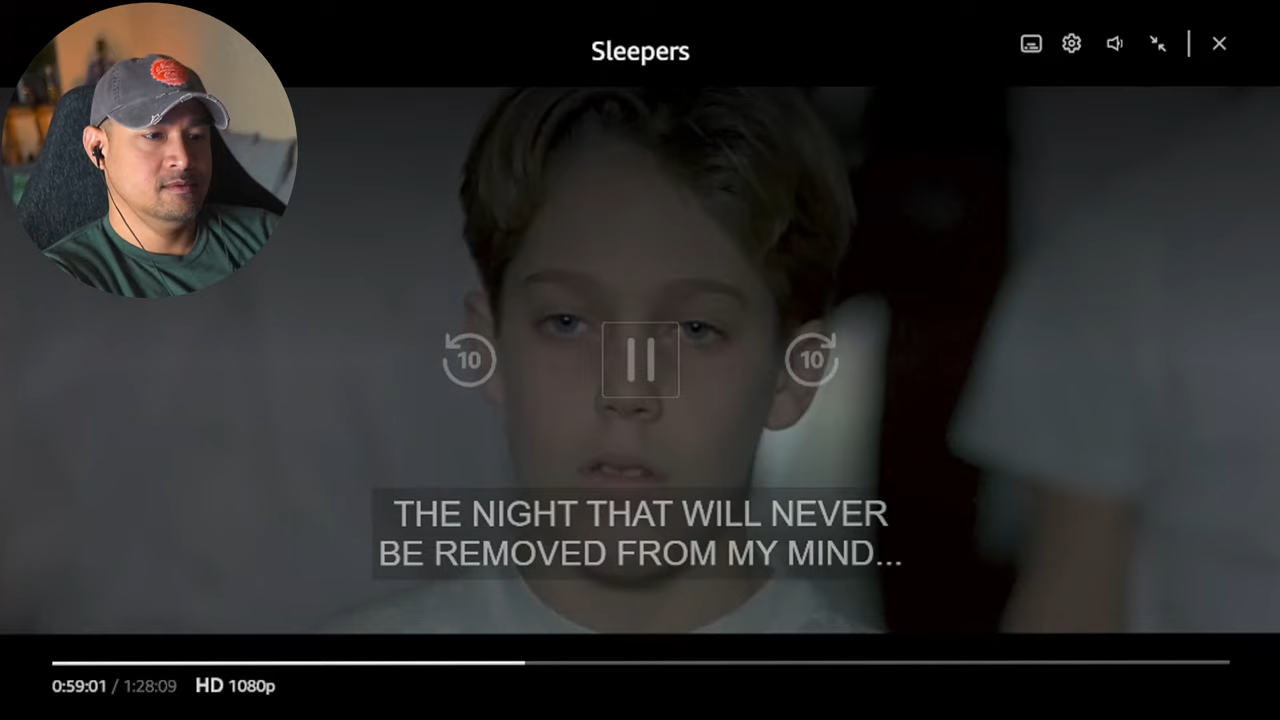 Sleepers
10
10
THE NIGHT THAT WILL NEVER
BE REMOVED FROM MY MIND...
0:59:01 / 1:28:09 HD 1080p